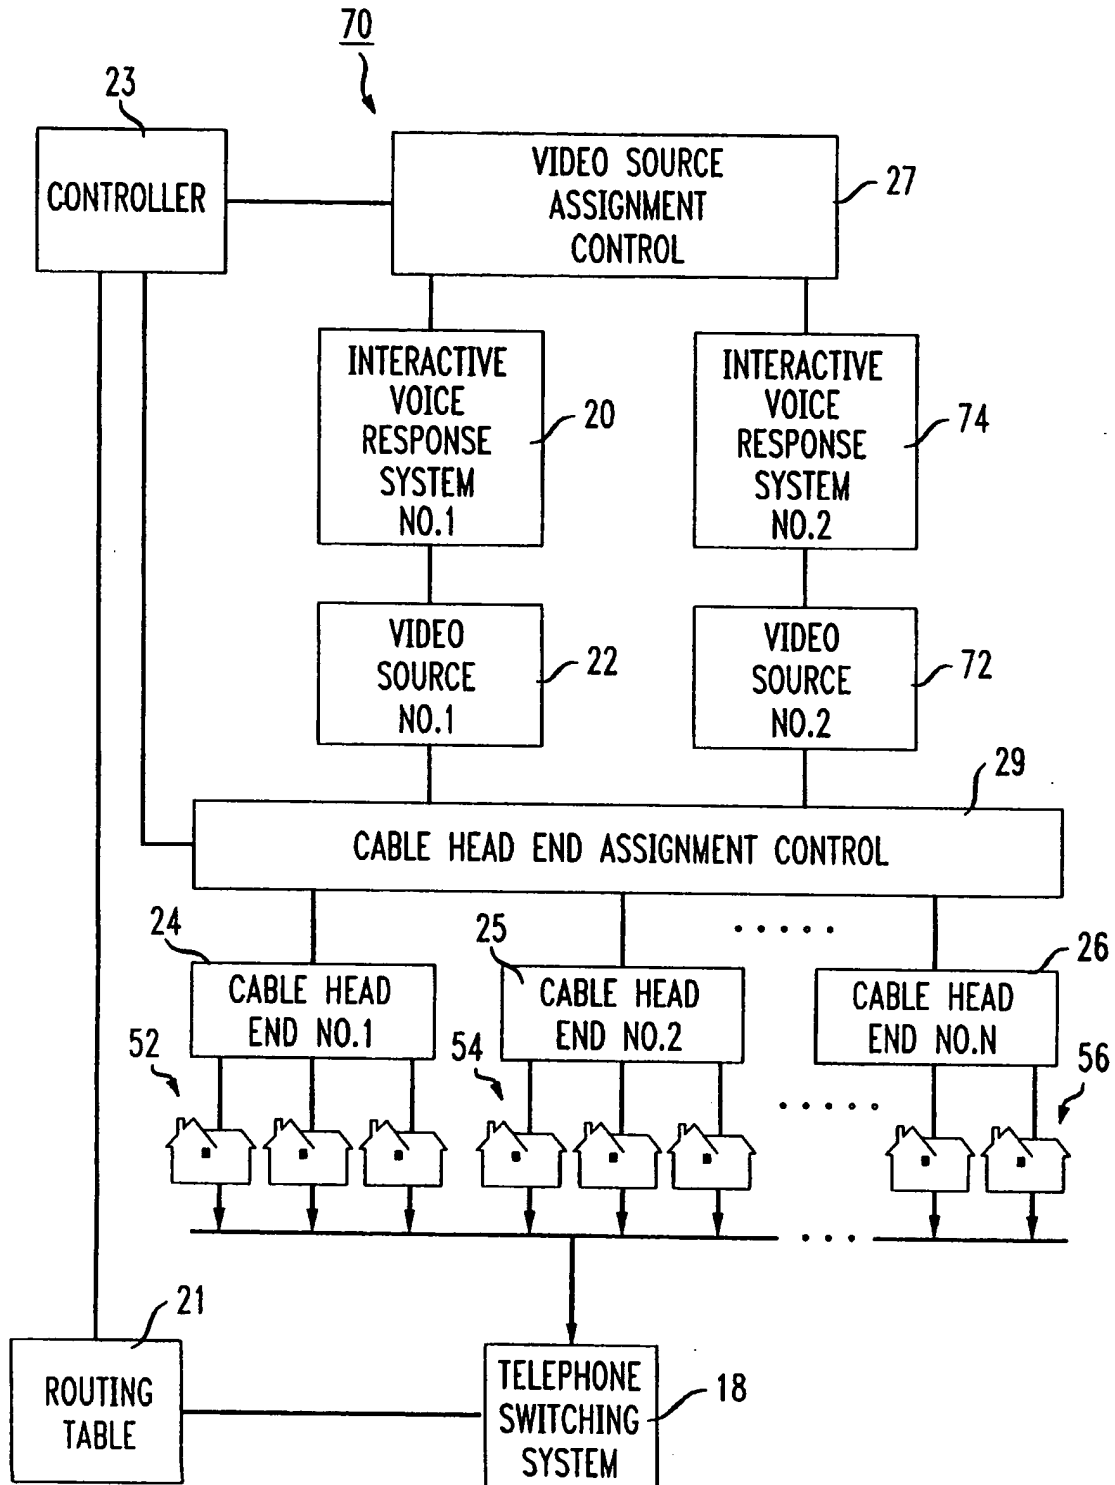 70
23
CONTROLLER
VIDEO SOURCE
ASSIGNMENT
CONTROL
27
INTERACTIVE
VOICE
RESPONSE
SYSTEM
NO.1
20
INTERACTIVE
VOICE
RESPONSE
SYSTEM
NO.2
74
VIDEO
SOURCE
NO.1
22
VIDEO
SOURCE
NO.2
72
29
CABLE HEAD END ASSIGNMENT CONTROL
24
CABLE HEAD
END NO.1
25
CABLE HEAD
END NO.2
26
CABLE HEAD
END NO.N
52
54
56
21
ROUTING
TABLE
TELEPHONE
SWITCHING
SYSTEM
18